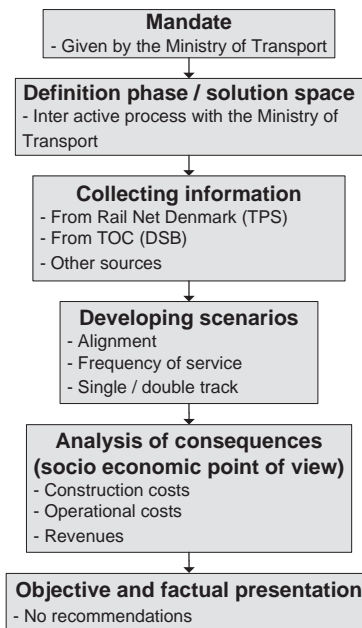 Mandate
- Given by the Ministry of Transport
Definition phase / solution space
- Inter active process with the Ministry of
Transport
Collecting information
- From Rail Net Denmark (TPS)
- From TOC (DSB)
- Other sources
Developing scenarios
- Alignment
- Frequency of service
- Single / double track
Analysis of consequences
(socio economic point of view)
- Construction costs
- Operational costs
- Revenues
Objective and factual presentation
- No recommendations